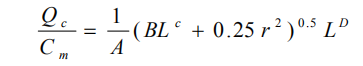 Q_c / C_m = 1 / A (BL^c + 0.25 r^2)^0.5 L^D